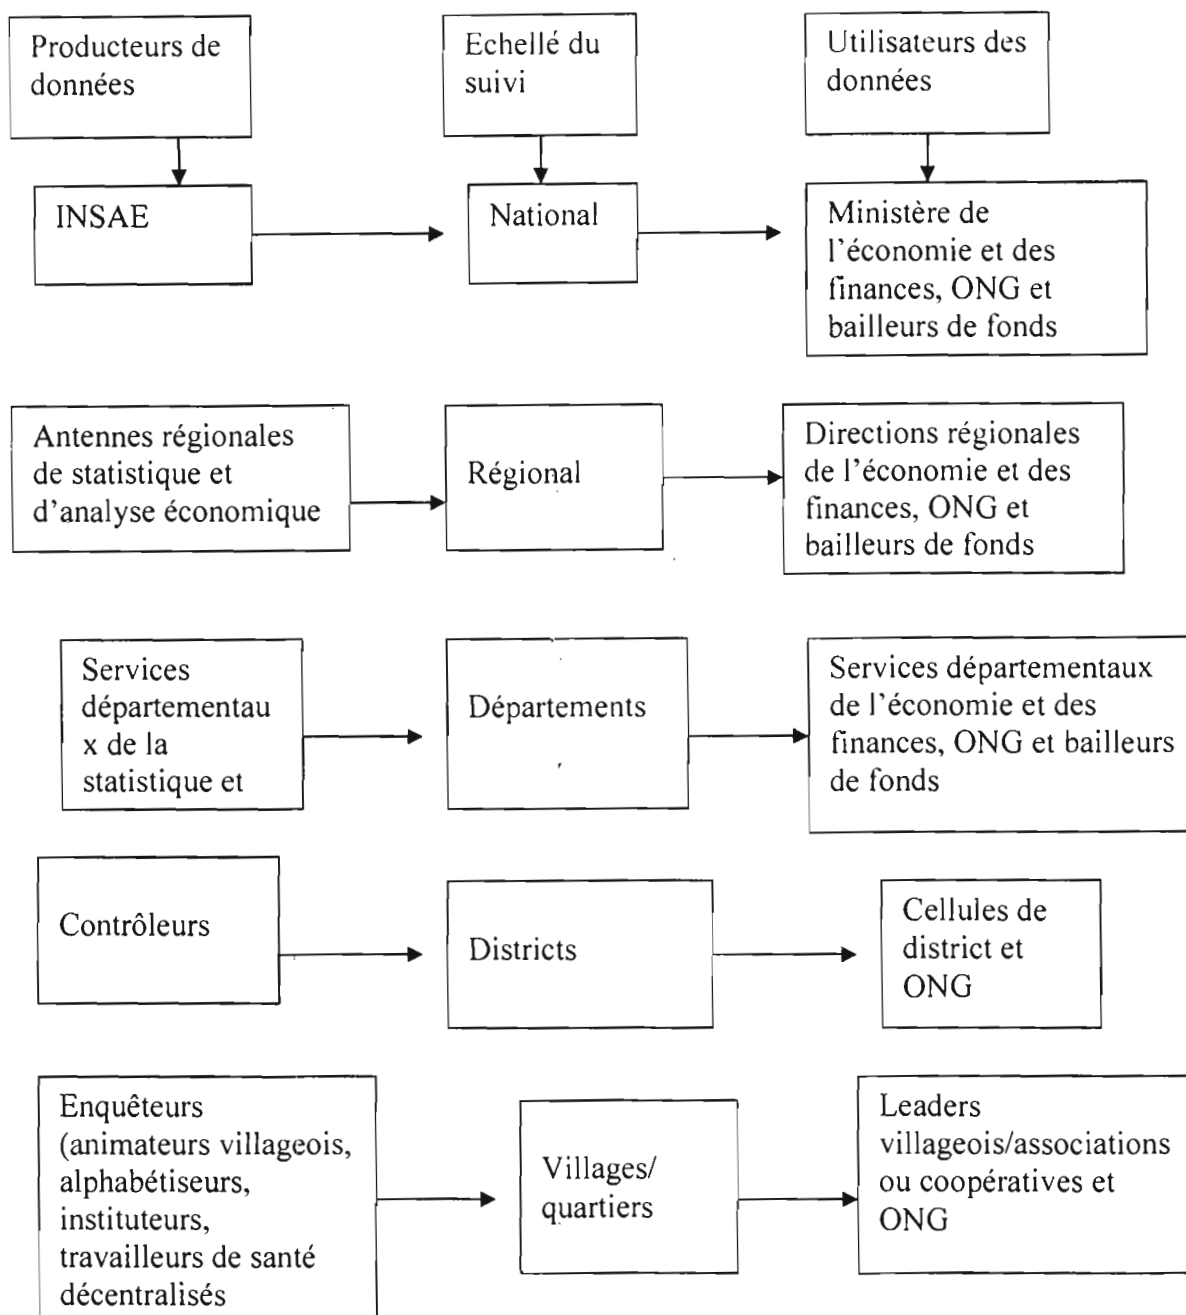 Producteurs de
données
Echellé du
suivi
Utilisateurs des
données
INSAE
National
Ministère de
l'économie et des
finances, ONG et
bailleurs de fonds
Antennes régionales
de statistique et
d'analyse économique
Régional
Directions régionales
de l'économie et des
finances, ONG et
bailleurs de fonds
Services
départementau
x de la
statistique et
Départements
Services départementaux
de l'économie et des
finances, ONG et bailleurs
de fonds
Contrôleurs
Districts
Cellules de
district et
ONG
Enquêteurs
(animateurs villageois,
alphabétiseurs,
instituteurs,
travailleurs de santé
décentralisés
Villages/
quartiers
Leaders
villageois/associations
ou coopératives et
ONG